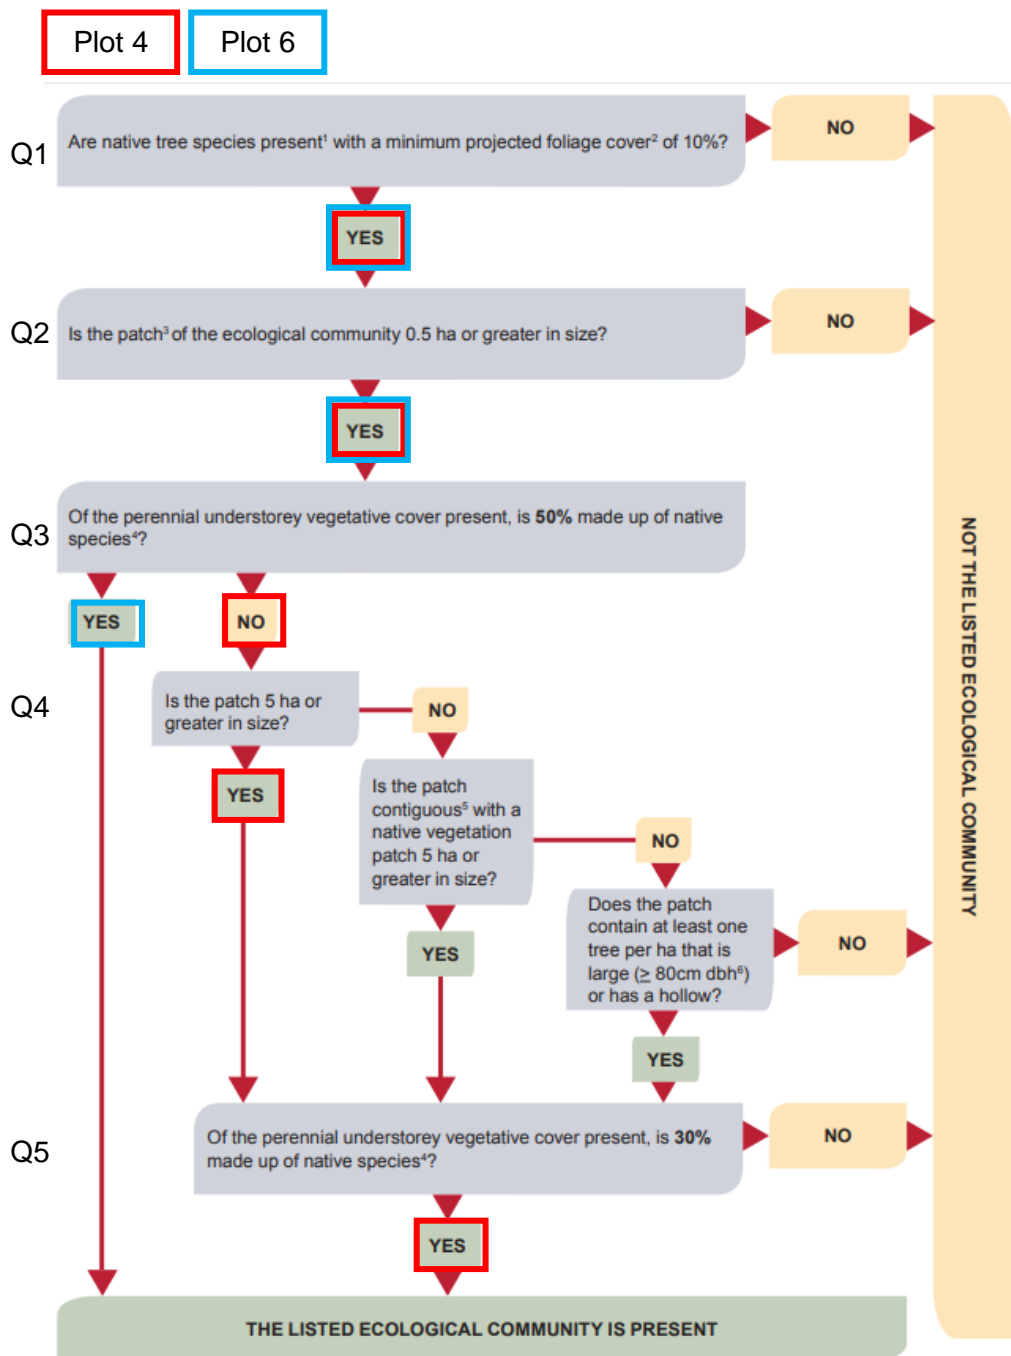 Plot 4
Plot 6
Q1
Are native tree species present¹ with a minimum projected foliage cover² of 10%?
NO
YES
Q2
Is the patch³ of the ecological community 0.5 ha or greater in size?
NO
YES
Q3
Of the perennial understorey vegetative cover present, is 50% made up of native
species⁴?
YES
NO
Q4
Is the patch 5 ha or
greater in size?
NO
YES
Is the patch
contiguous⁵ with a
native vegetation
patch 5 ha or
greater in size?
NO
YES
Does the patch
contain at least one
tree per ha that is
large (≥ 80cm dbh⁶)
or has a hollow?
NO
YES
Q5
Of the perennial understorey vegetative cover present, is 30%
made up of native species⁴?
NO
YES
THE LISTED ECOLOGICAL COMMUNITY IS PRESENT
NOT THE LISTED ECOLOGICAL COMMUNITY